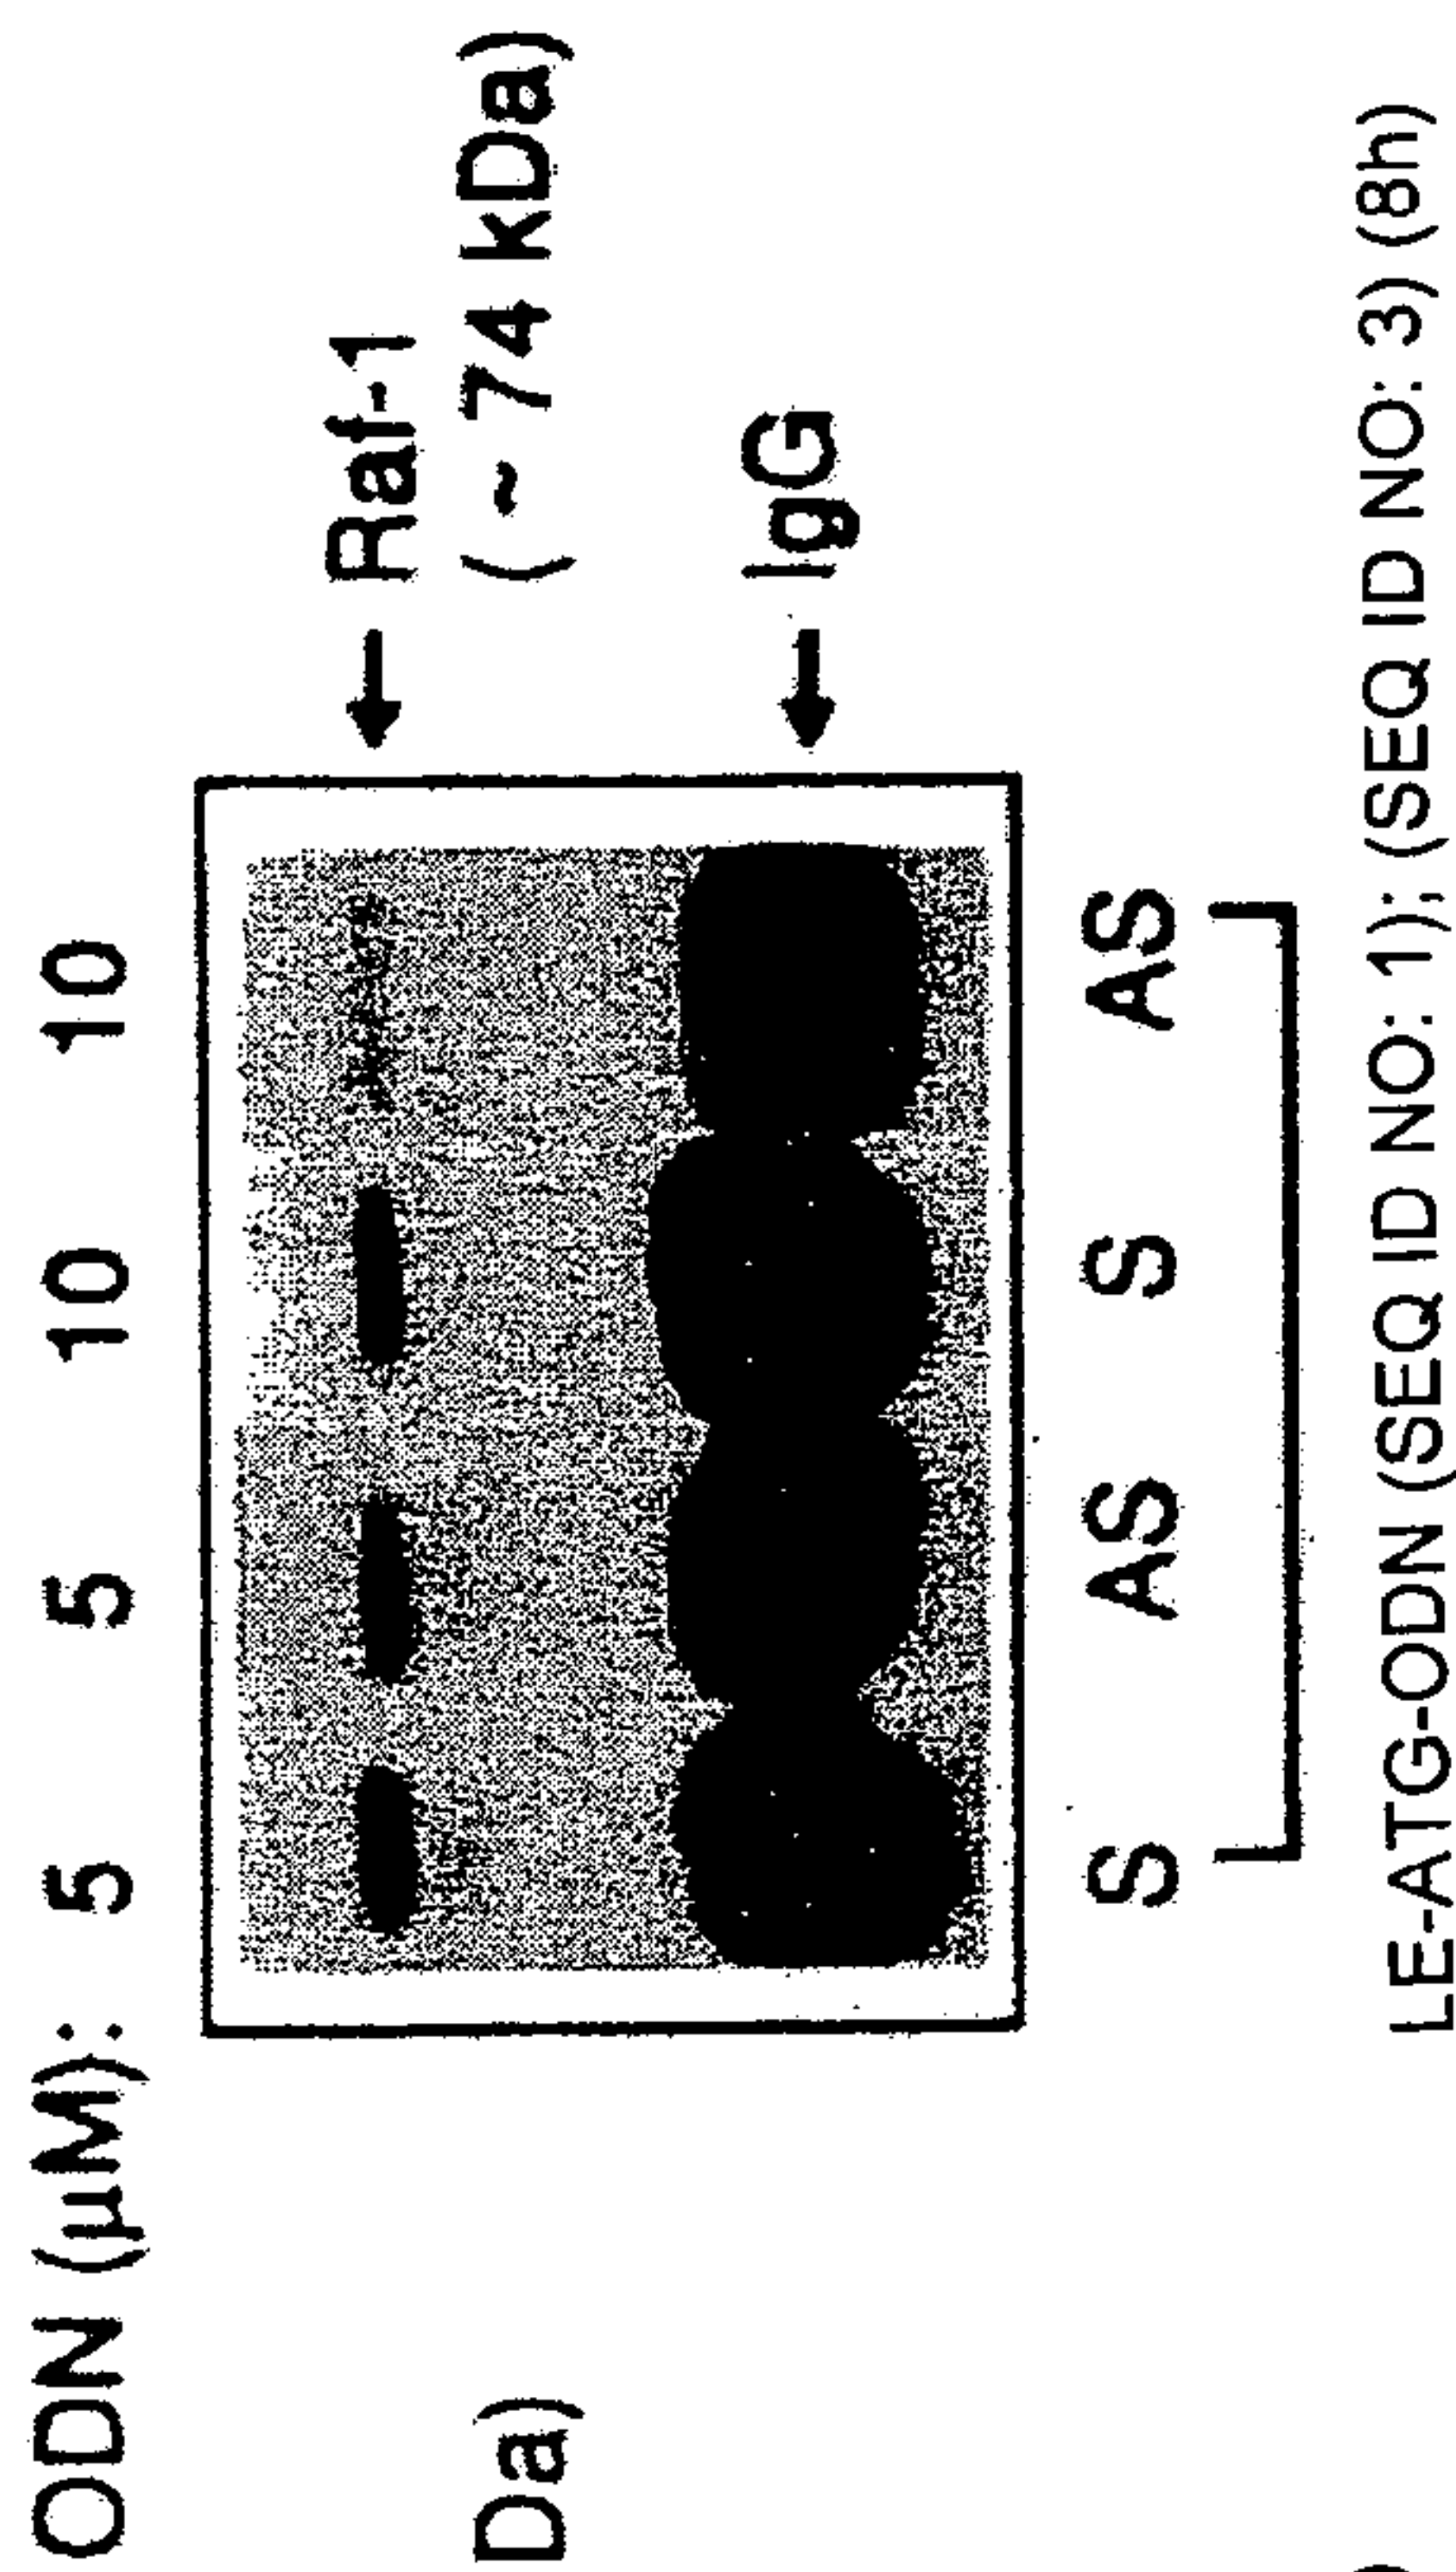 ODN (µM): 5 5 10 10
Raf-1
Da)
(~ 74 kDa)
IgG
S AS S AS
LE-ATG-ODN (SEQ ID NO: 1); (SEQ ID NO: 3) (8h)